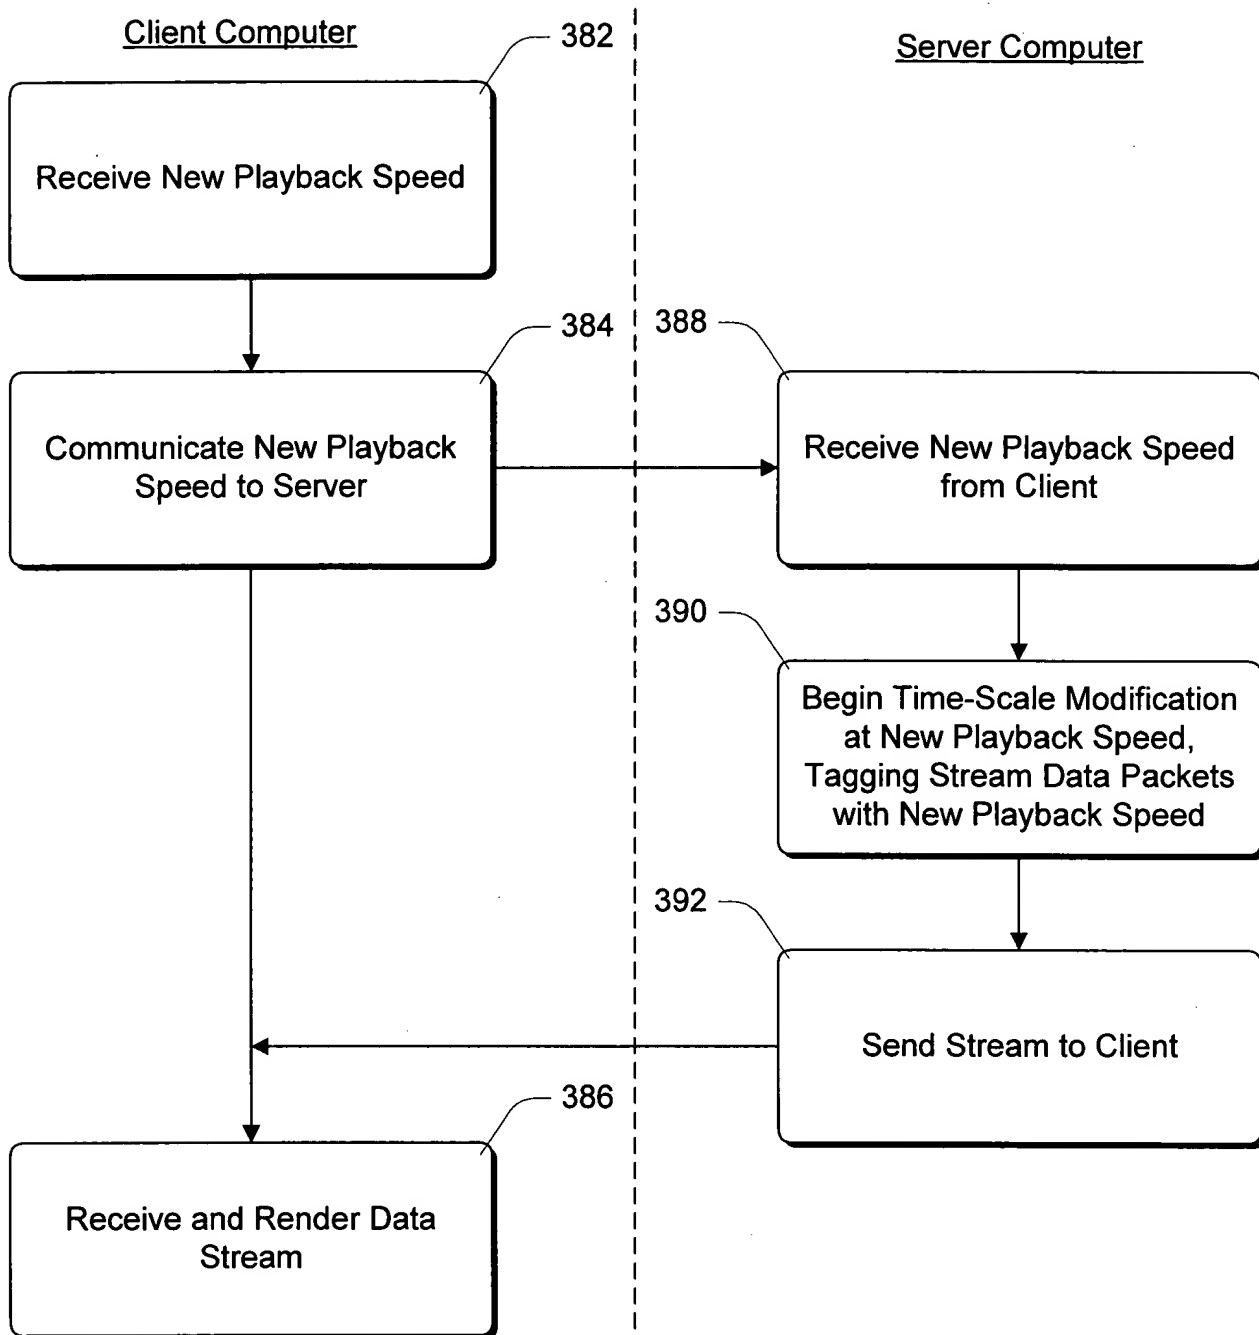 Client Computer
382
Server Computer
Receive New Playback Speed
384
388
Communicate New Playback
Speed to Server
Receive New Playback Speed
from Client
390
Begin Time-Scale Modification
at New Playback Speed,
Tagging Stream Data Packets
with New Playback Speed
392
Send Stream to Client
386
Receive and Render Data
Stream